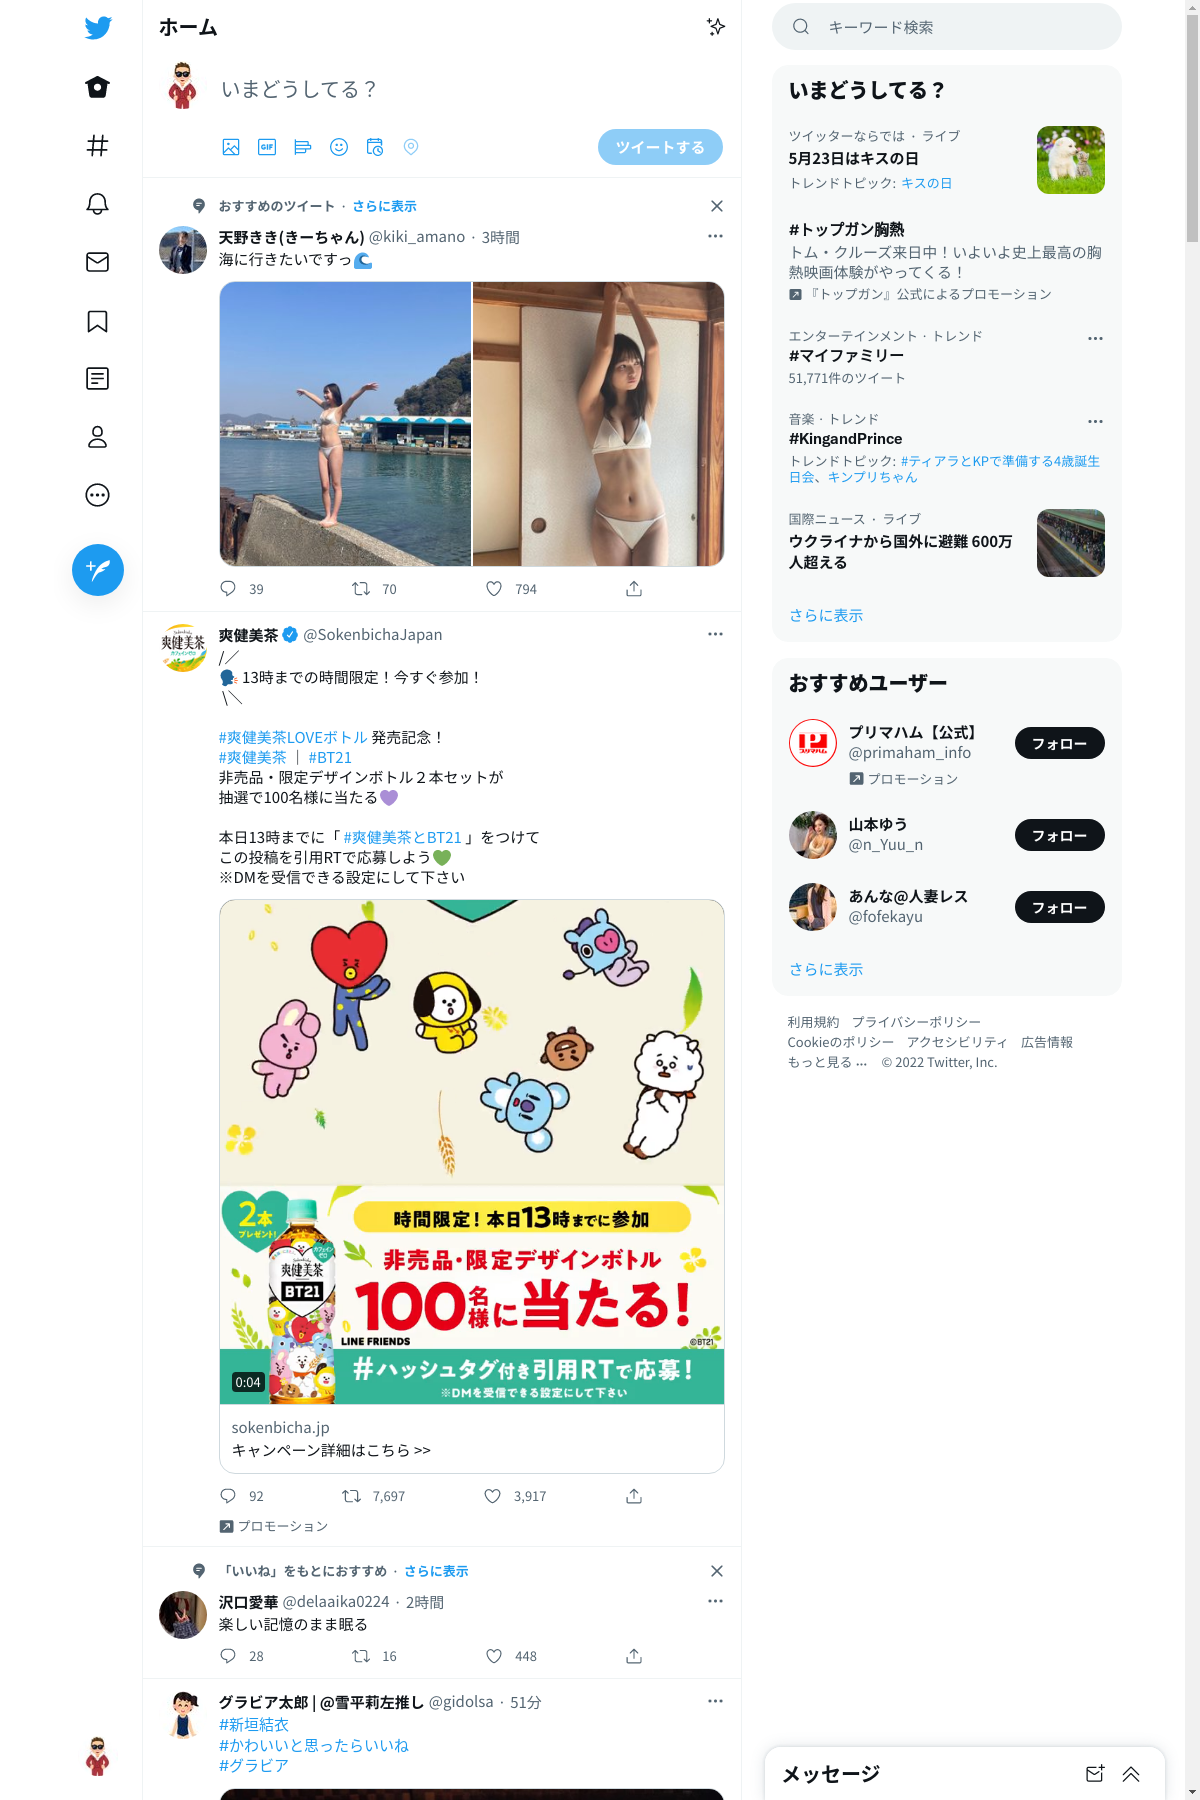 ホーム
いまどうしてる？
GIF
ツイートする
おすすめのツイート · さらに表示
天野きき(きーちゃん) @kiki_amano · 3時間
海に行きたいですっ🌊
39 70 794
爽健美茶 @SokenbichaJapan
/／
🗣 13時までの時間限定！今すぐ参加！
\＼
#爽健美茶LOVEボトル 発売記念！
#爽健美茶 ｜ #BT21
非売品・限定デザインボトル２本セットが
抽選で100名様に当たる💜
本日13時までに「 #爽健美茶とBT21 」をつけて
この投稿を引用RTで応募しよう💚
※DMを受信できる設定にして下さい
2本
プレゼント!
カフェイン
ゼロ
爽健美茶
BT21
時間限定! 本日13時までに参加
非売品・限定デザインボトル
100名様に当たる!
LINE FRIENDS
©BT21
#ハッシュタグ付き引用RTで応募!
※DMを受信できる設定にして下さい
0:04
sokenbicha.jp
キャンペーン詳細はこちら >>
92 7,697 3,917
プロモーション
「いいね」をもとにおすすめ · さらに表示
沢口愛華 @delaaika0224 · 2時間
楽しい記憶のまま眠る
28 16 448
グラビア太郎 | @雪平莉左推し @gidolsa · 51分
#新垣結衣
#かわいいと思ったらいいね
#グラビア
キーワード検索
いまどうしてる？
ツイッターならでは · ライブ
5月23日はキスの日
トレンドトピック: キスの日
#トップガン胸熱
トム・クルーズ来日中！いよいよ史上最高の胸
熱映画体験がやってくる！
『トップガン』公式によるプロモーション
エンターテインメント · トレンド
#マイファミリー
51,771件のツイート
音楽 · トレンド
#KingandPrince
トレンドトピック: #ティアラとKPで準備する4歳誕生
日会、キンプリちゃん
国際ニュース · ライブ
ウクライナから国外に避難 600万
人超える
さらに表示
おすすめユーザー
プリマハム
プリマハム【公式】
@primaham_info
フォロー
プロモーション
山本ゆう
@n_Yuu_n
フォロー
あんな@人妻レス
@fofekayu
フォロー
さらに表示
利用規約 プライバシーポリシー
Cookieのポリシー アクセシビリティ 広告情報
もっと見る ··· © 2022 Twitter, Inc.
メッセージ